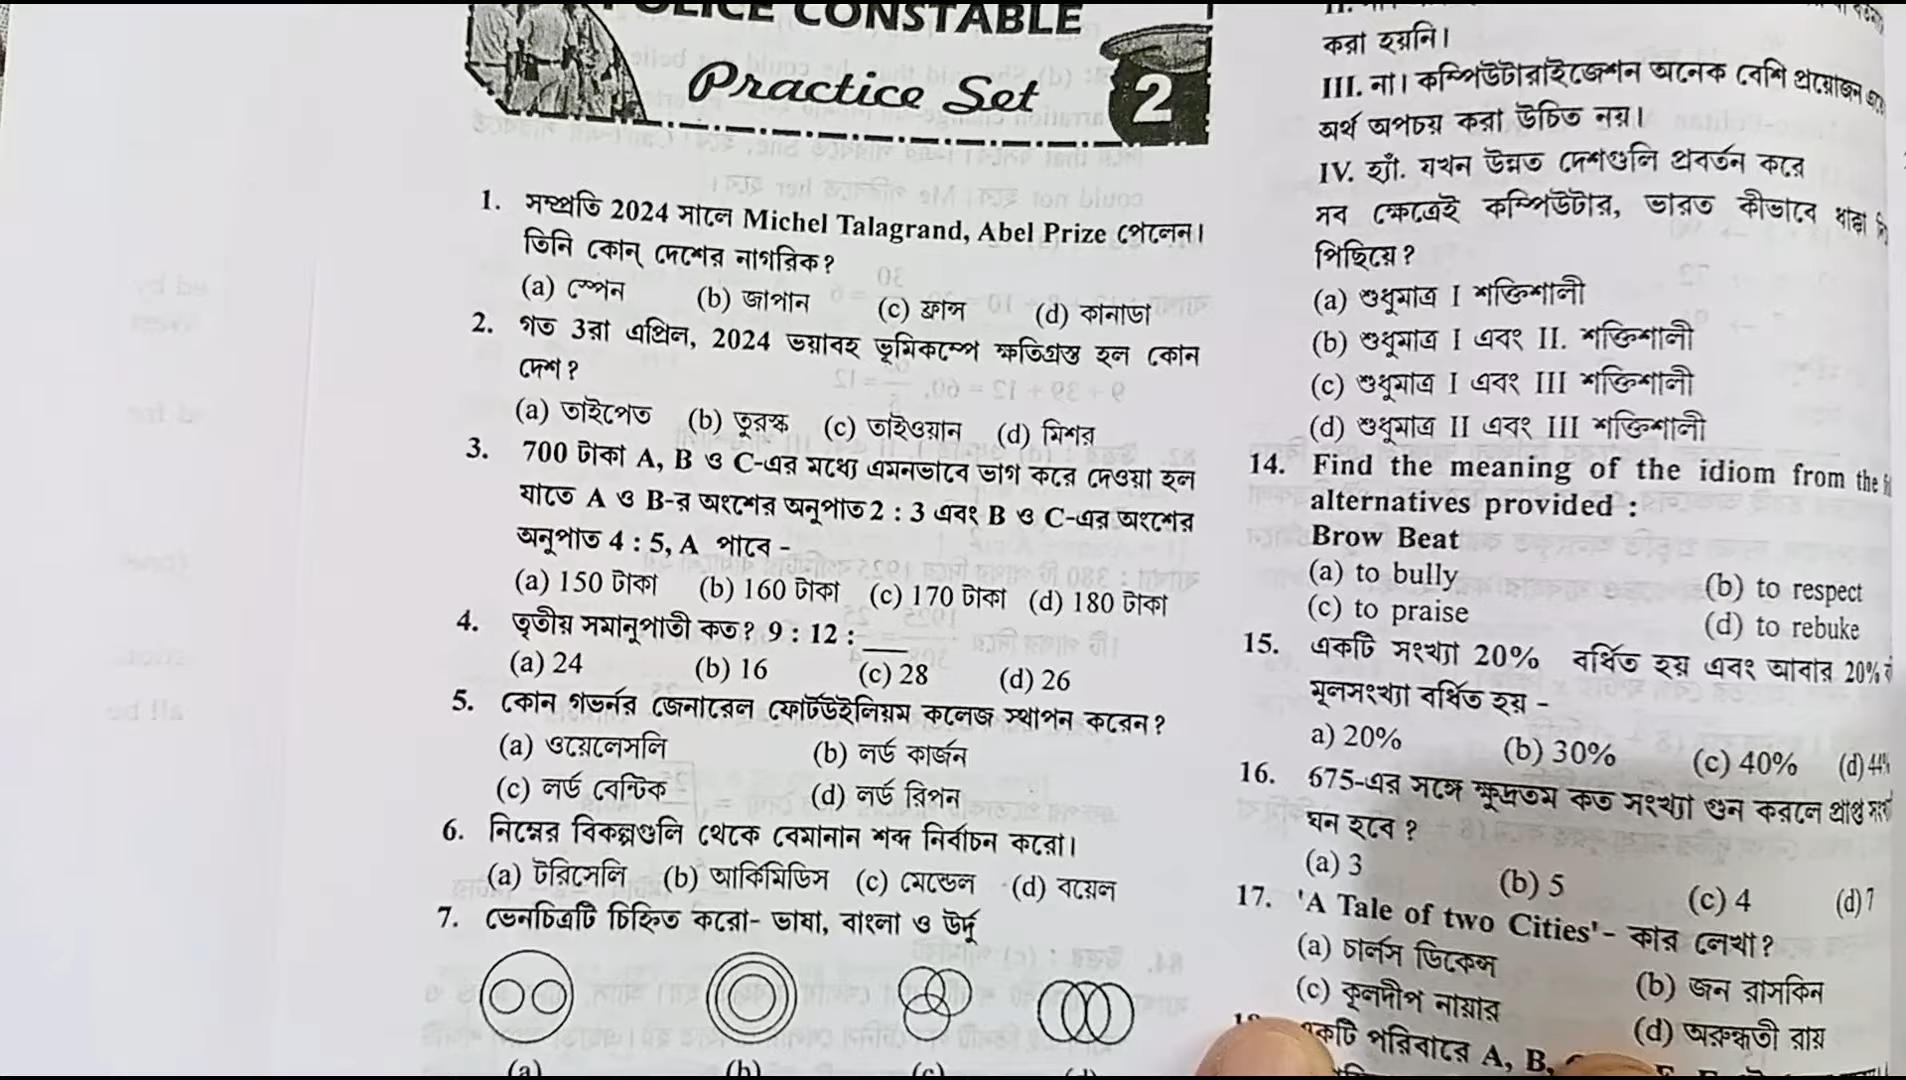 POLICE CONSTABLE
Practice Set 2
1. সম্প্রতি 2024 সালে Michel Talagrand, Abel Prize পেলেন।
তিনি কোন্ দেশের নাগরিক?
(a) স্পেন (b) জাপান (c) ফ্রান্স (d) কানাডা
2. গত 3রা এপ্রিল, 2024 ভয়াবহ ভূমিকম্পে ক্ষতিগ্রস্ত হল কোন
দেশ?
(a) তাইপেত (b) তুরস্ক (c) তাইওয়ান (d) মিশর
3. 700 টাকা A, B ও C-এর মধ্যে এমনভাবে ভাগ করে দেওয়া হল
যাতে A ও B-র অংশের অনুপাত 2 : 3 এবং B ও C-এর অংশের
অনুপাত 4 : 5, A পাবে -
(a) 150 টাকা (b) 160 টাকা (c) 170 টাকা (d) 180 টাকা
4. তৃতীয় সমানুপাতী কত? 9 : 12 : ___
(a) 24 (b) 16 (c) 28 (d) 26
5. কোন গভর্নর জেনারেল ফোর্টউইলিয়ম কলেজ স্থাপন করেন?
(a) ওয়েলেসলি (b) লর্ড কার্জন
(c) লর্ড বেন্টিক (d) লর্ড রিপন
6. নিম্নের বিকল্পগুলি থেকে বেমানান শব্দ নির্বাচন করো।
(a) টরিসেলি (b) আর্কিমিডিস (c) মেন্ডেল (d) বয়েল
7. ভেনচিত্রটি চিহ্নিত করো- ভাষা, বাংলা ও উর্দু
(a) (b) (c)
করা হয়নি।
III. না। কম্পিউটারাইজেশন অনেক বেশি প্রয়োজন
অর্থ অপচয় করা উচিত নয়।
IV. হ্যাঁ. যখন উন্নত দেশগুলি প্রবর্তন করে
সব ক্ষেত্রেই কম্পিউটার, ভারত কীভাবে
পিছিয়ে?
(a) শুধুমাত্র I শক্তিশালী
(b) শুধুমাত্র I এবং II. শক্তিশালী
(c) শুধুমাত্র I এবং III শক্তিশালী
(d) শুধুমাত্র II এবং III শক্তিশালী
14. Find the meaning of the idiom from the
alternatives provided :
Brow Beat
(a) to bully (b) to respect
(c) to praise (d) to rebuke
15. একটি সংখ্যা 20% বর্ধিত হয় এবং আবার 20%
মূলসংখ্যা বর্ধিত হয় -
a) 20% (b) 30% (c) 40% (d) 44%
16. 675-এর সঙ্গে ক্ষুদ্রতম কত সংখ্যা গুন করলে প্রাপ্ত
ঘন হবে ?
(a) 3 (b) 5 (c) 4 (d) 7
17. 'A Tale of two Cities'- কার লেখা?
(a) চার্লস ডিকেন্স (b) জন রাসকিন
(c) কূলদীপ নায়ার (d) অরুন্ধতী রায়
একটি পরিবারে A, B,